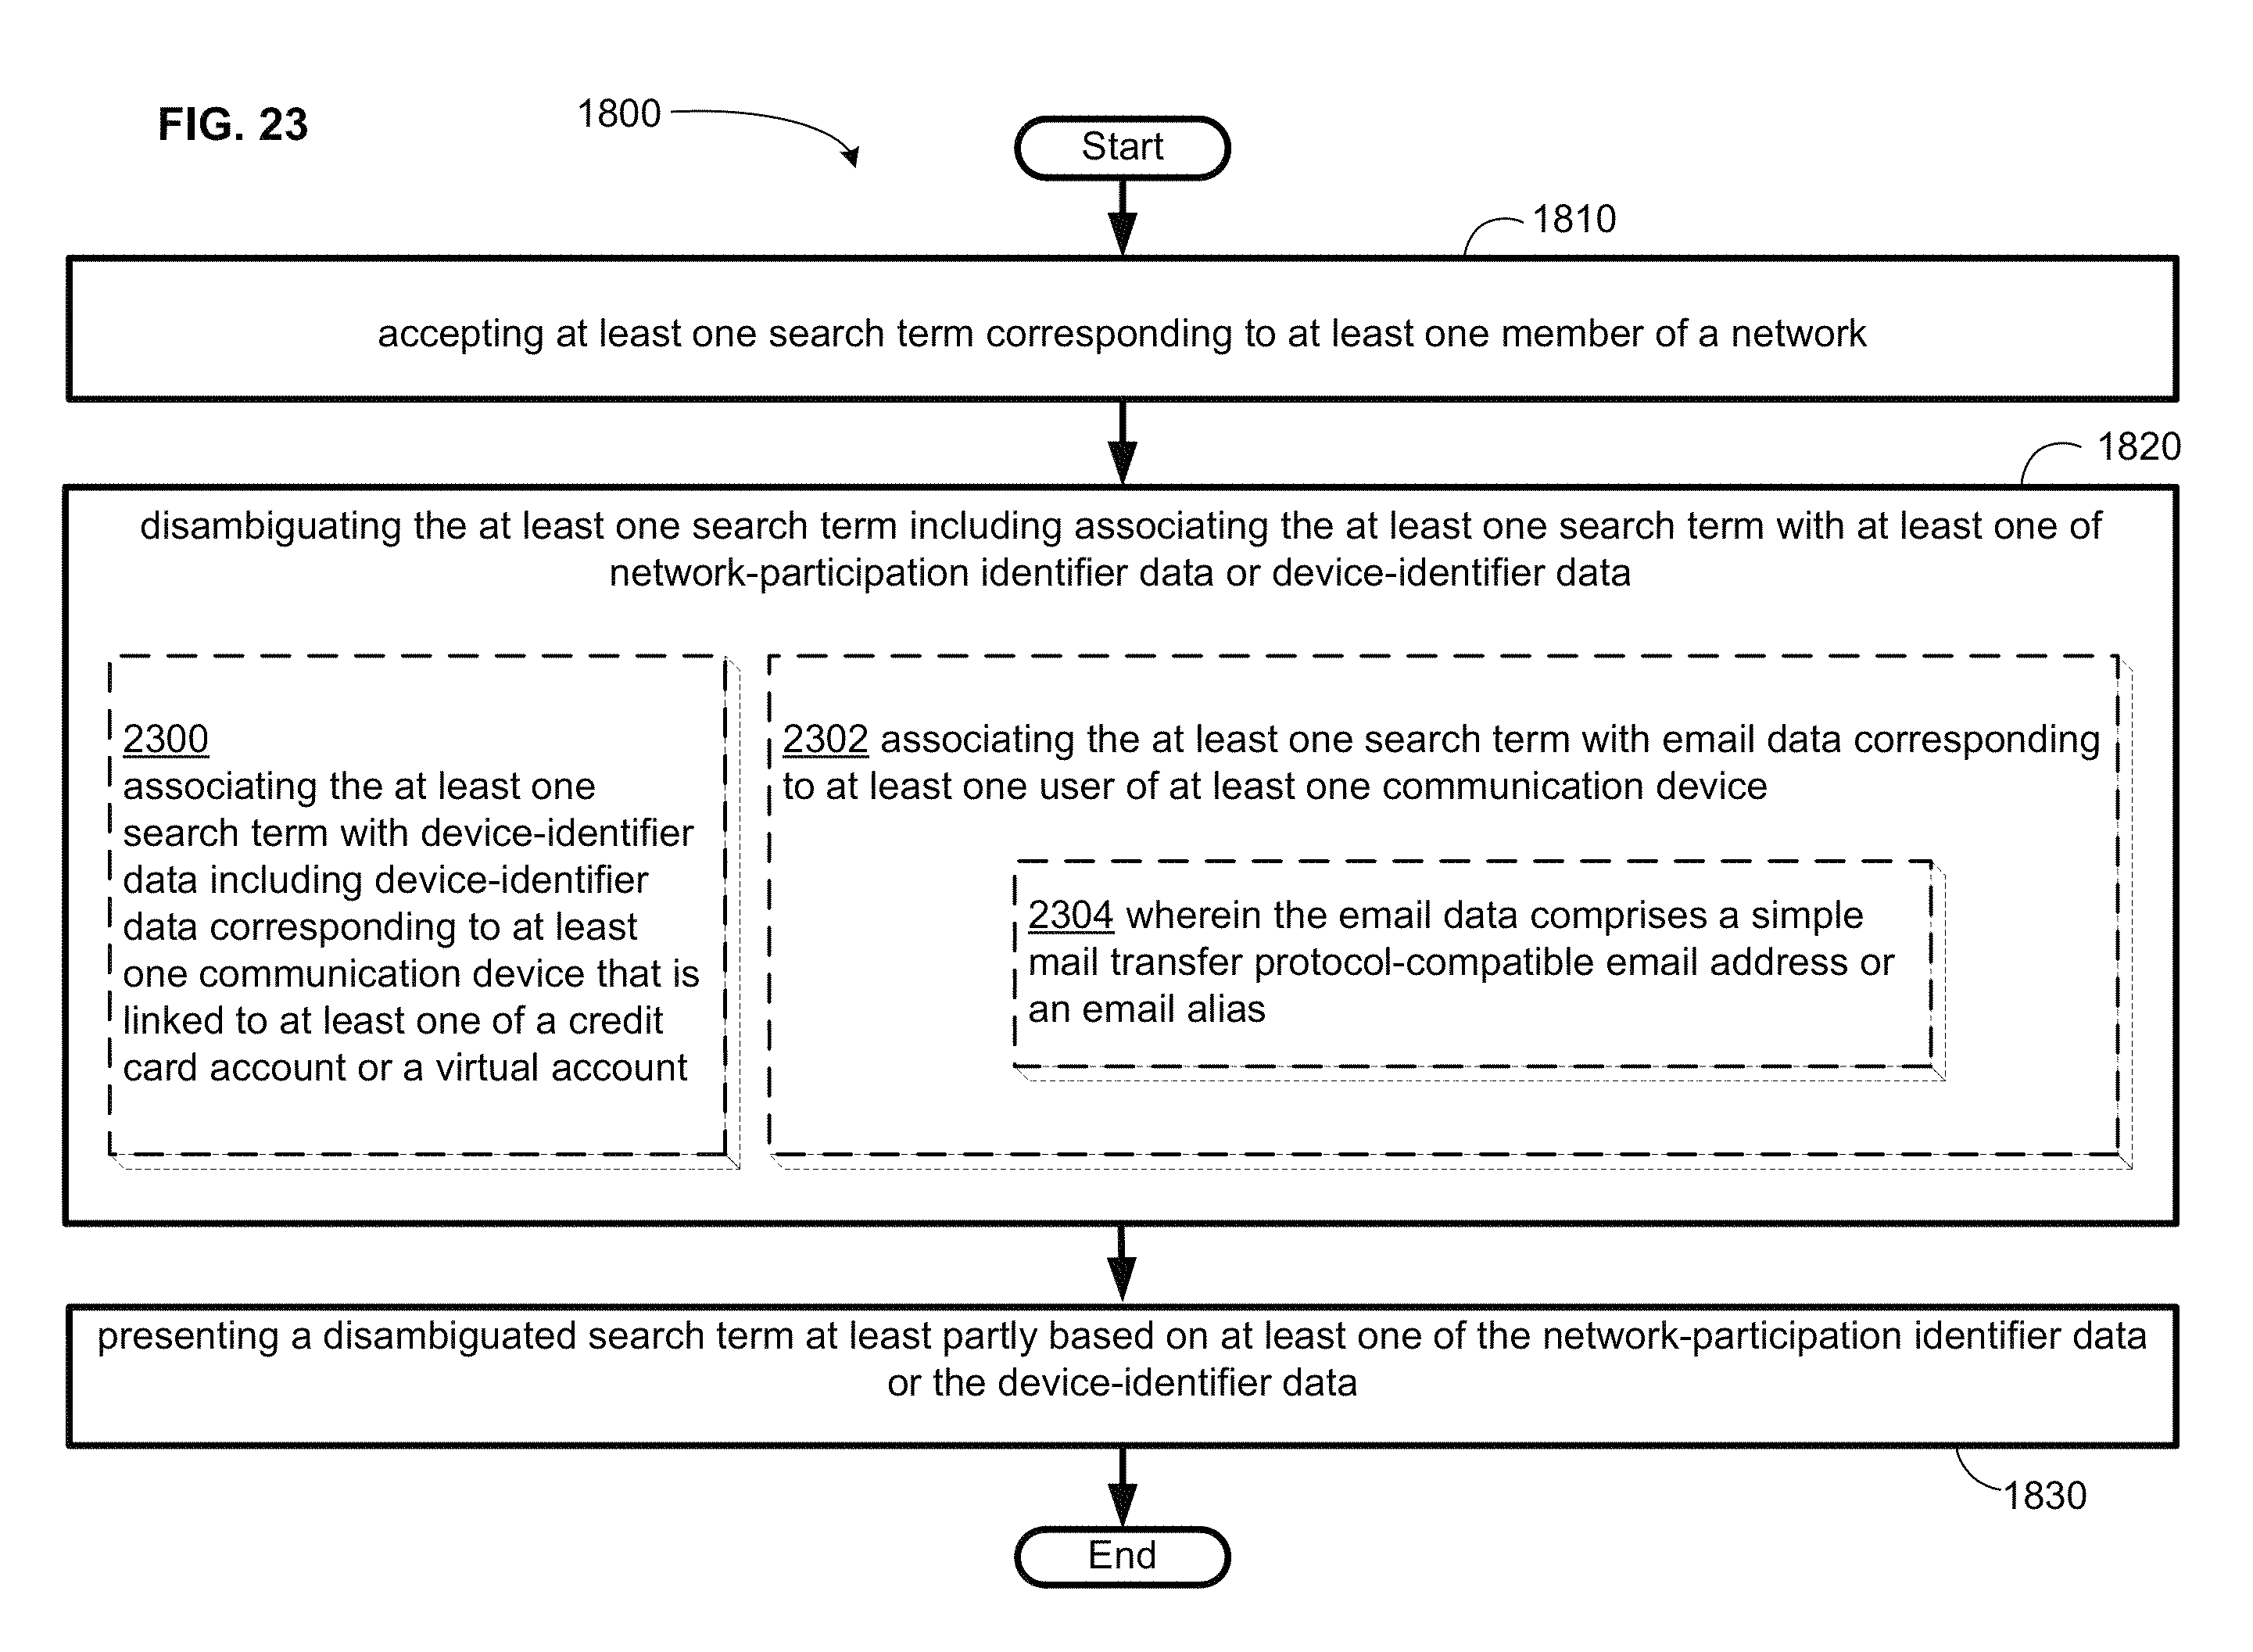 FIG. 23
1800
Start
1810
accepting at least one search term corresponding to at least one member of a network
1820
disambiguating the at least one search term including associating the at least one search term with at least one of
network-participation identifier data or device-identifier data
2300
associating the at least one
search term with device-identifier
data including device-identifier
data corresponding to at least
one communication device that is
linked to at least one of a credit
card account or a virtual account
2302 associating the at least one search term with email data corresponding
to at least one user of at least one communication device
2304 wherein the email data comprises a simple
mail transfer protocol-compatible email address or
an email alias
presenting a disambiguated search term at least partly based on at least one of the network-participation identifier data
or the device-identifier data
1830
End